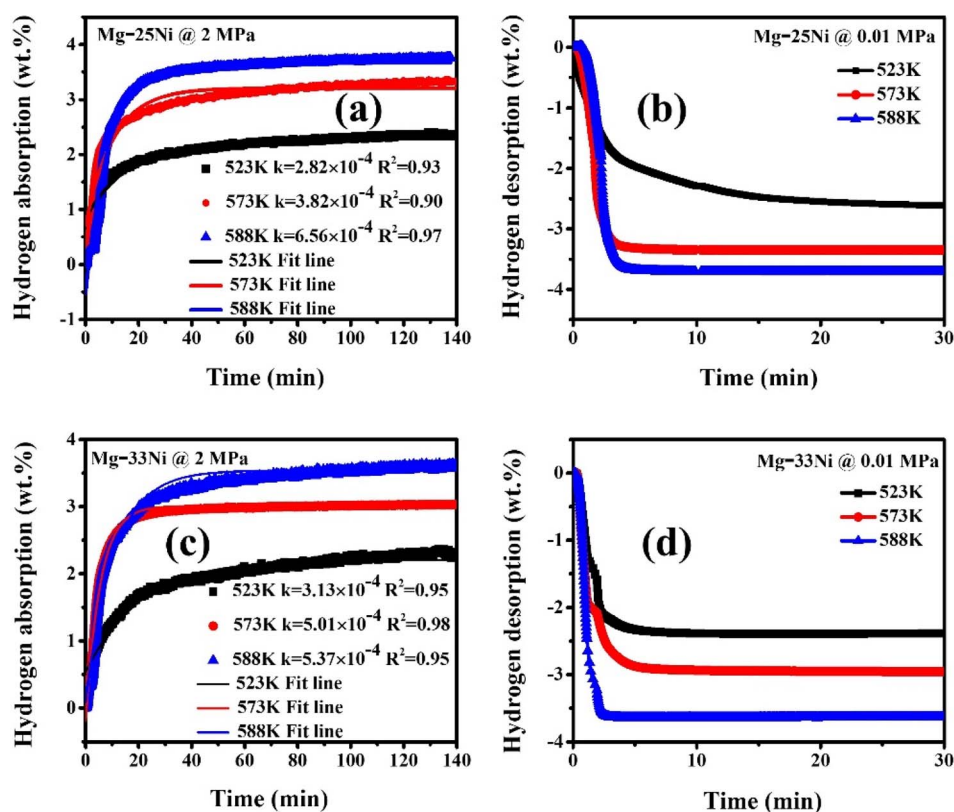 Mg-25Ni @ 2 MPa
(a)
523K k=2.82×10⁻⁴ R²=0.93
573K k=3.82×10⁻⁴ R²=0.90
588K k=6.56×10⁻⁴ R²=0.97
523K Fit line
573K Fit line
588K Fit line
4
3
2
1
0
-1
0 20 40 60 80 100 120 140
Hydrogen absorption (wt.%)
Time (min)
Mg-25Ni @ 0.01 MPa
523K
573K
588K
(b)
0
-1
-2
-3
-4
0 10 20 30
Hydrogen desorption (wt.%)
Time (min)
Mg-33Ni @ 2 MPa
(c)
523K k=3.13×10⁻⁴ R²=0.95
573K k=5.01×10⁻⁴ R²=0.98
588K k=5.37×10⁻⁴ R²=0.95
523K Fit line
573K Fit line
588K Fit line
4
3
2
1
0
0 20 40 60 80 100 120 140
Hydrogen absorption (wt.%)
Time (min)
Mg-33Ni @ 0.01 MPa
523K
573K
588K
(d)
0
-1
-2
-3
-4
0 10 20 30
Hydrogen desorption (wt.%)
Time (min)